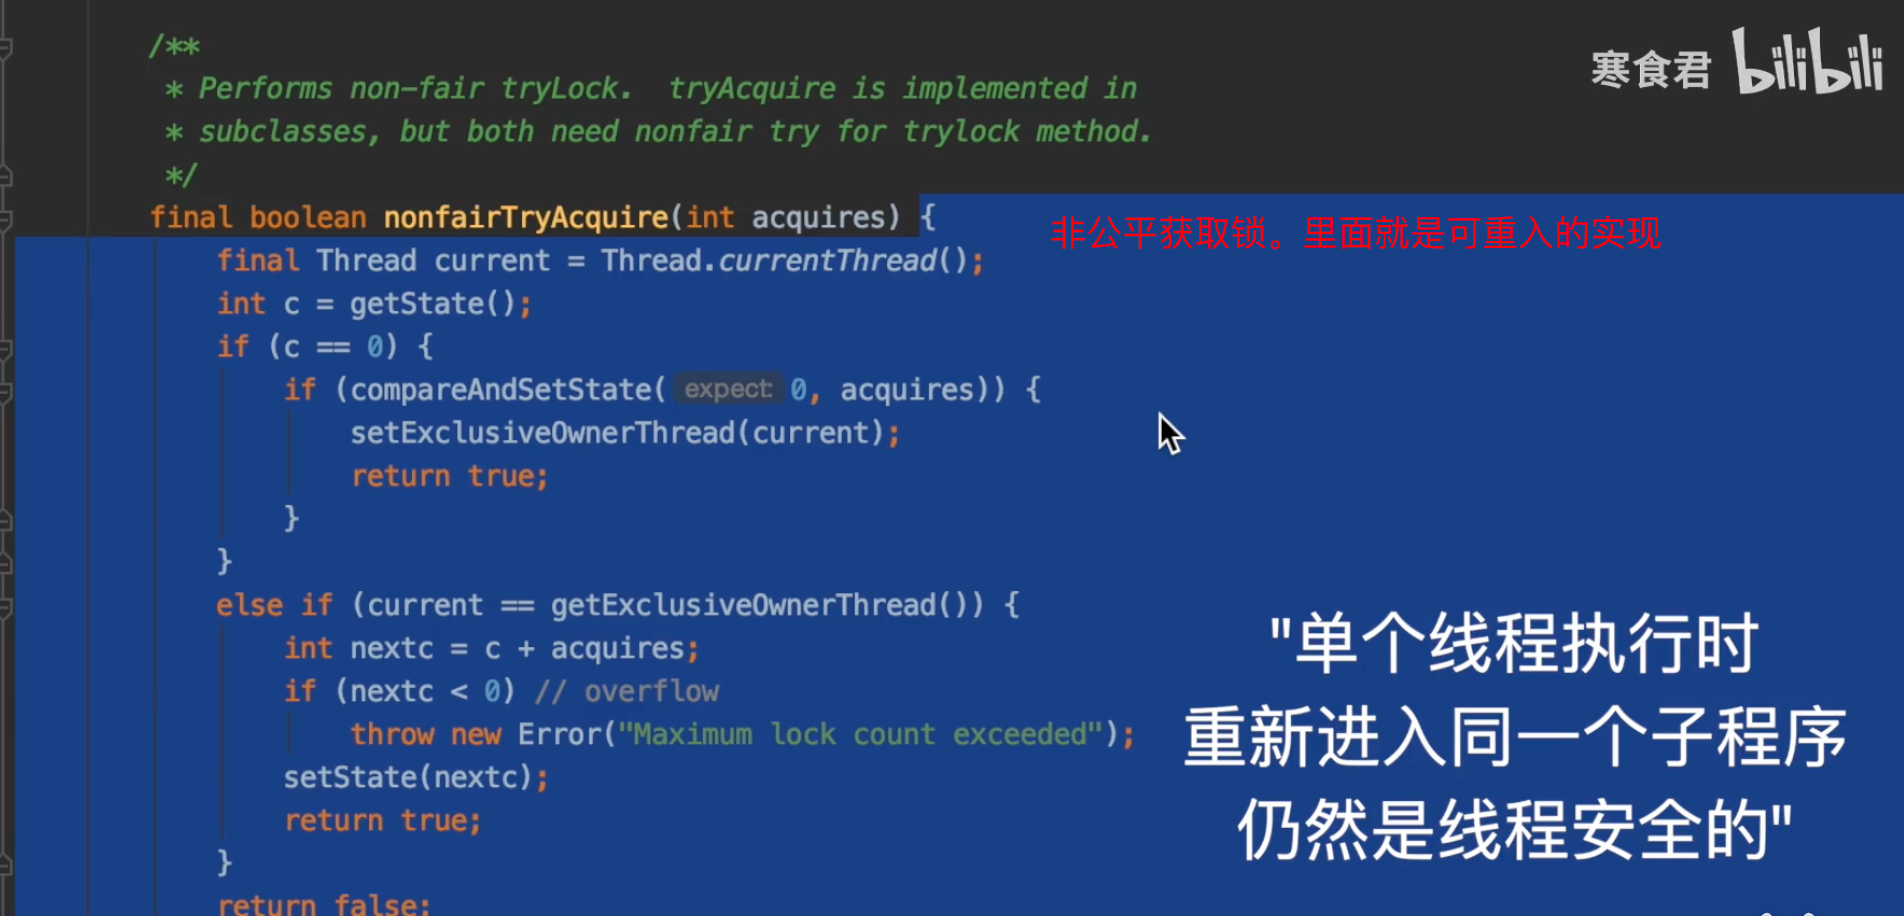 寒食君 bilibili
/**
* Performs non-fair tryLock.  tryAcquire is implemented in
* subclasses, but both need nonfair try for trylock method.
*/
final boolean nonfairTryAcquire(int acquires) {
非公平获取锁。里面就是可重入的实现
final Thread current = Thread.currentThread();
int c = getState();
if (c == 0) {
if (compareAndSetState( expect: 0, acquires)) {
setExclusiveOwnerThread(current);
return true;
}
}
else if (current == getExclusiveOwnerThread()) {
int nextc = c + acquires;
if (nextc < 0) // overflow
throw new Error("Maximum lock count exceeded");
setState(nextc);
return true;
}
return false;
"单个线程执行时
重新进入同一个子程序
仍然是线程安全的"